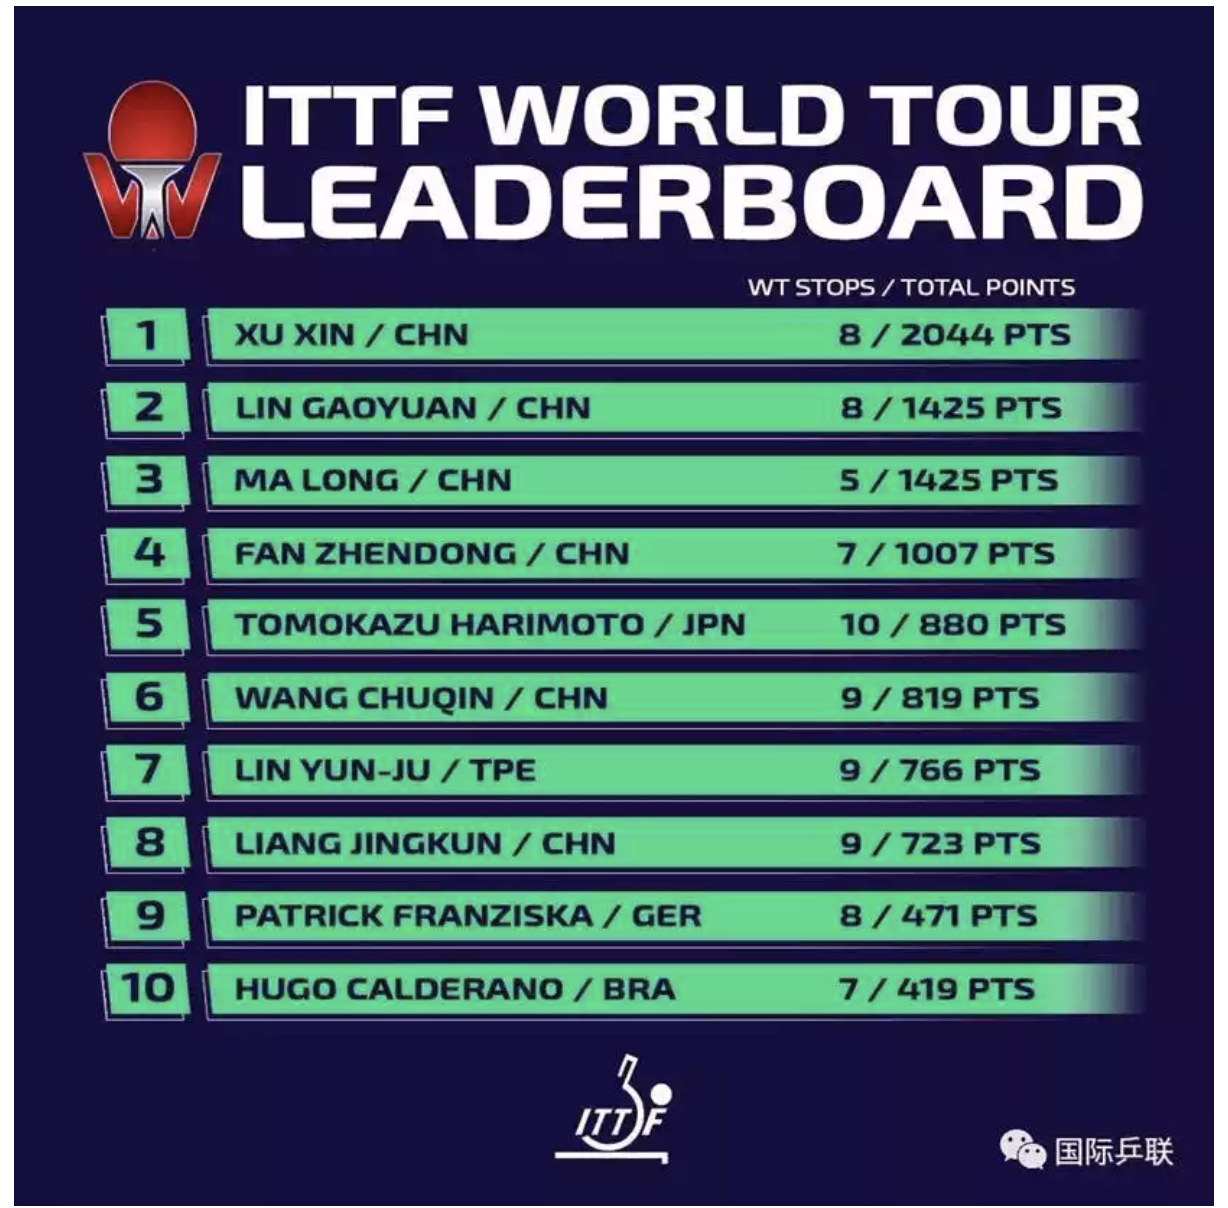 ITTF WORLD TOUR
LEADERBOARD
WT STOPS / TOTAL POINTS
1 XU XIN / CHN 8 / 2044 PTS
2 LIN GAOYUAN / CHN 8 / 1425 PTS
3 MA LONG / CHN 5 / 1425 PTS
4 FAN ZHENDONG / CHN 7 / 1007 PTS
5 TOMOKAZU HARIMOTO / JPN 10 / 880 PTS
6 WANG CHUQIN / CHN 9 / 819 PTS
7 LIN YUN-JU / TPE 9 / 766 PTS
8 LIANG JINGKUN / CHN 9 / 723 PTS
9 PATRICK FRANZISKA / GER 8 / 471 PTS
10 HUGO CALDERANO / BRA 7 / 419 PTS
ITTF
国际乒联